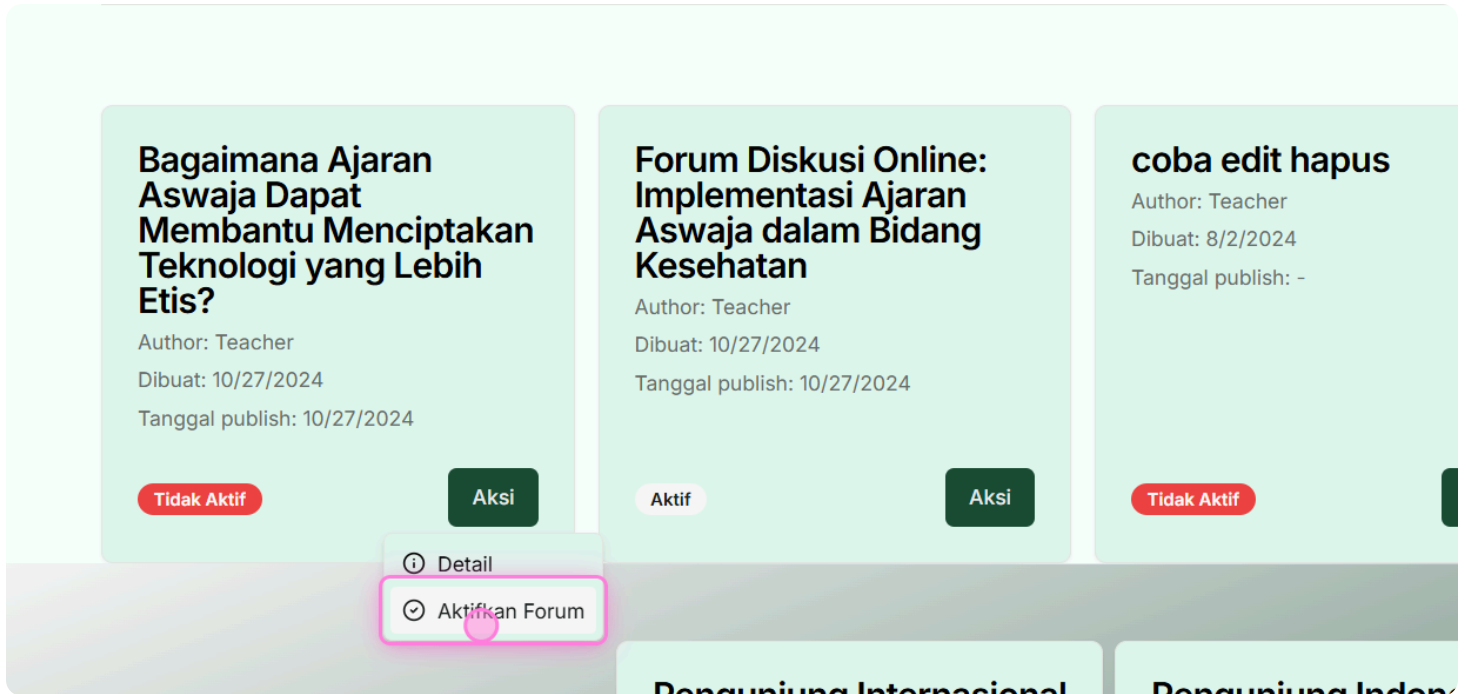 Bagaimana Ajaran
Aswaja Dapat
Membantu Menciptakan
Teknologi yang Lebih
Etis?
Author: Teacher
Dibuat: 10/27/2024
Tanggal publish: 10/27/2024
Tidak Aktif
Aksi
Detail
Aktifkan Forum
Forum Diskusi Online:
Implementasi Ajaran
Aswaja dalam Bidang
Kesehatan
Author: Teacher
Dibuat: 10/27/2024
Tanggal publish: 10/27/2024
Aktif
Aksi
coba edit hapus
Author: Teacher
Dibuat: 8/2/2024
Tanggal publish: -
Tidak Aktif
Pengunjung Internasional
Pengunjung